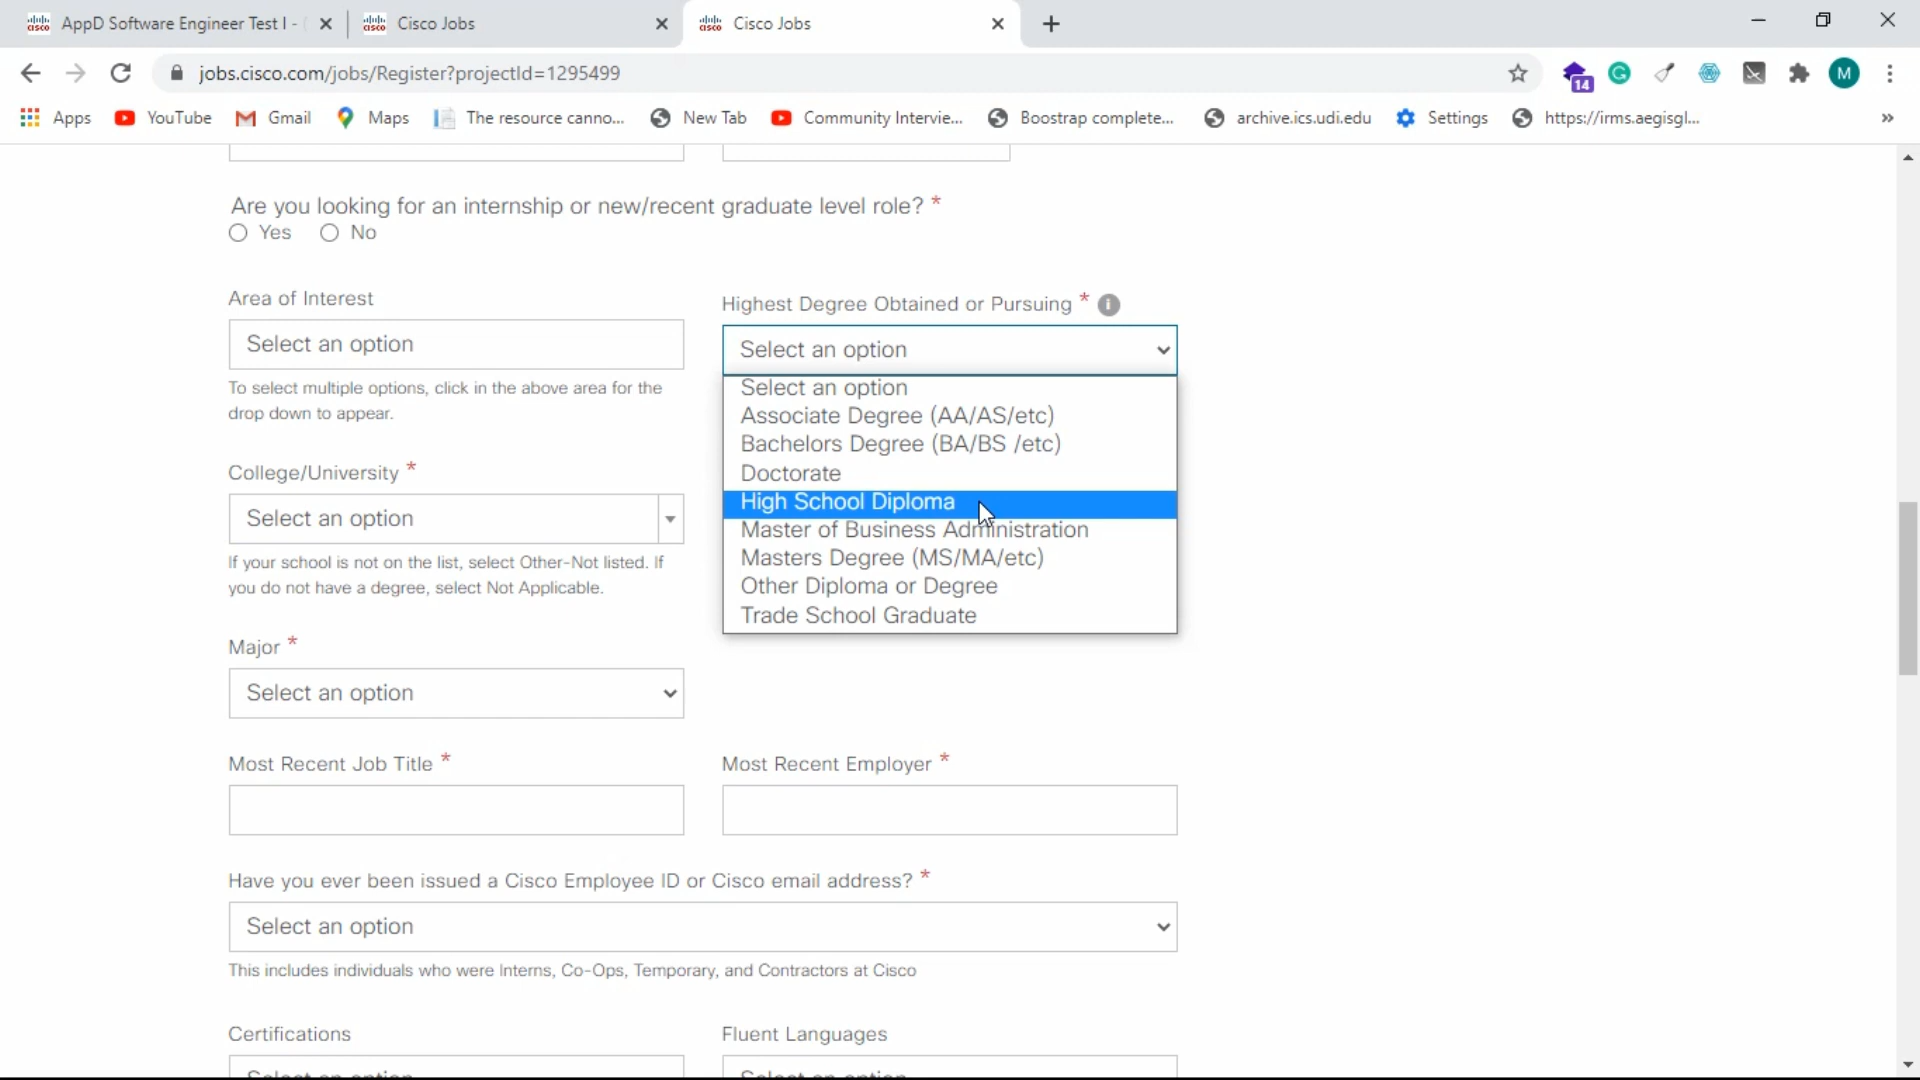 AppD Software Engineer Test I -
Cisco Jobs
Cisco Jobs
jobs.cisco.com/jobs/Register?projectId=1295499
14
M
Apps
YouTube
Gmail
Maps
The resource canno...
New Tab
Community Intervie...
Boostrap complete...
archive.ics.udi.edu
Settings
https://irms.aegisgl...
»
Are you looking for an internship or new/recent graduate level role? *
Yes
No
Area of Interest
Select an option
To select multiple options, click in the above area for the
drop down to appear.
Highest Degree Obtained or Pursuing *
Select an option
Select an option
Associate Degree (AA/AS/etc)
Bachelors Degree (BA/BS /etc)
Doctorate
High School Diploma
Master of Business Administration
Masters Degree (MS/MA/etc)
Other Diploma or Degree
Trade School Graduate
College/University *
Select an option
If your school is not on the list, select Other-Not listed. If
you do not have a degree, select Not Applicable.
Major *
Select an option
Most Recent Job Title *
Most Recent Employer *
Have you ever been issued a Cisco Employee ID or Cisco email address? *
Select an option
This includes individuals who were Interns, Co-Ops, Temporary, and Contractors at Cisco
Certifications
Fluent Languages
Select an option
Select an option